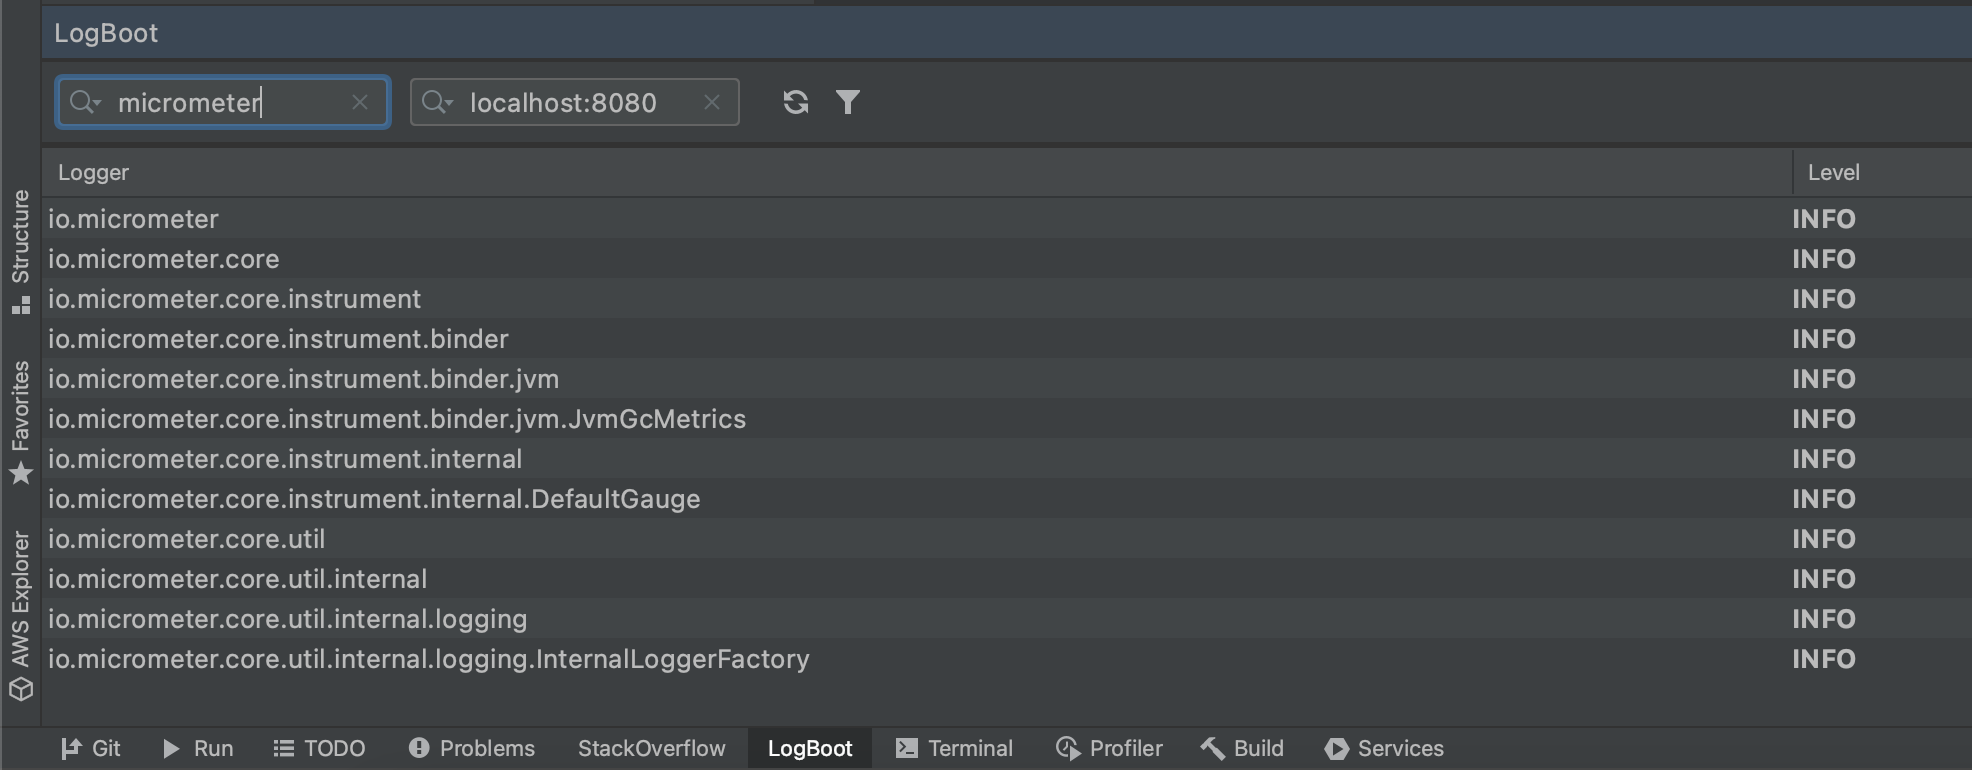 LogBoot
micrometer
localhost:8080
Logger Level
io.micrometer INFO
io.micrometer.core INFO
io.micrometer.core.instrument INFO
io.micrometer.core.instrument.binder INFO
io.micrometer.core.instrument.binder.jvm INFO
io.micrometer.core.instrument.binder.jvm.JvmGcMetrics INFO
io.micrometer.core.instrument.internal INFO
io.micrometer.core.instrument.internal.DefaultGauge INFO
io.micrometer.core.util INFO
io.micrometer.core.util.internal INFO
io.micrometer.core.util.internal.logging INFO
io.micrometer.core.util.internal.logging.InternalLoggerFactory INFO
Structure
Favorites
AWS Explorer
Git Run TODO Problems StackOverflow LogBoot Terminal Profiler Build Services